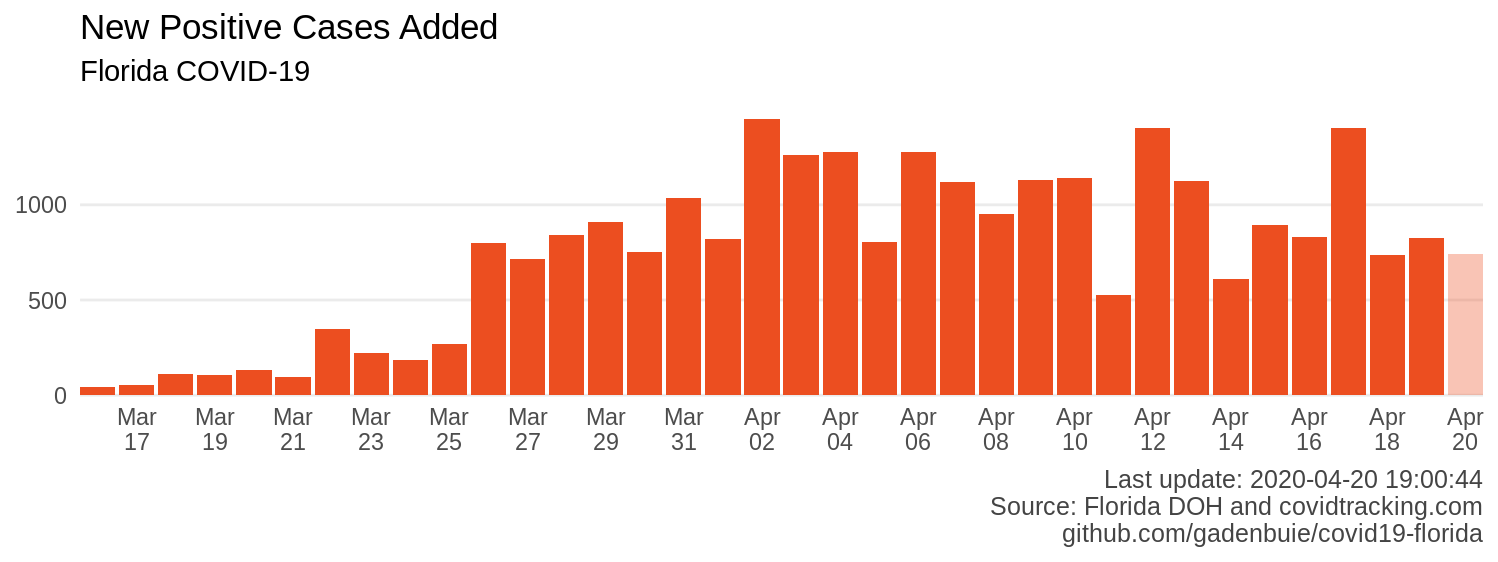 New Positive Cases Added
Florida COVID-19
1000
500
0
Mar Mar Mar Mar Mar Mar Mar Mar Apr Apr Apr Apr Apr Apr Apr Apr Apr Apr
17 19 21 23 25 27 29 31 02 04 06 08 10 12 14 16 18 20
Last update: 2020-04-20 19:00:44
Source: Florida DOH and covidtracking.com
github.com/gadenbuie/covid19-florida